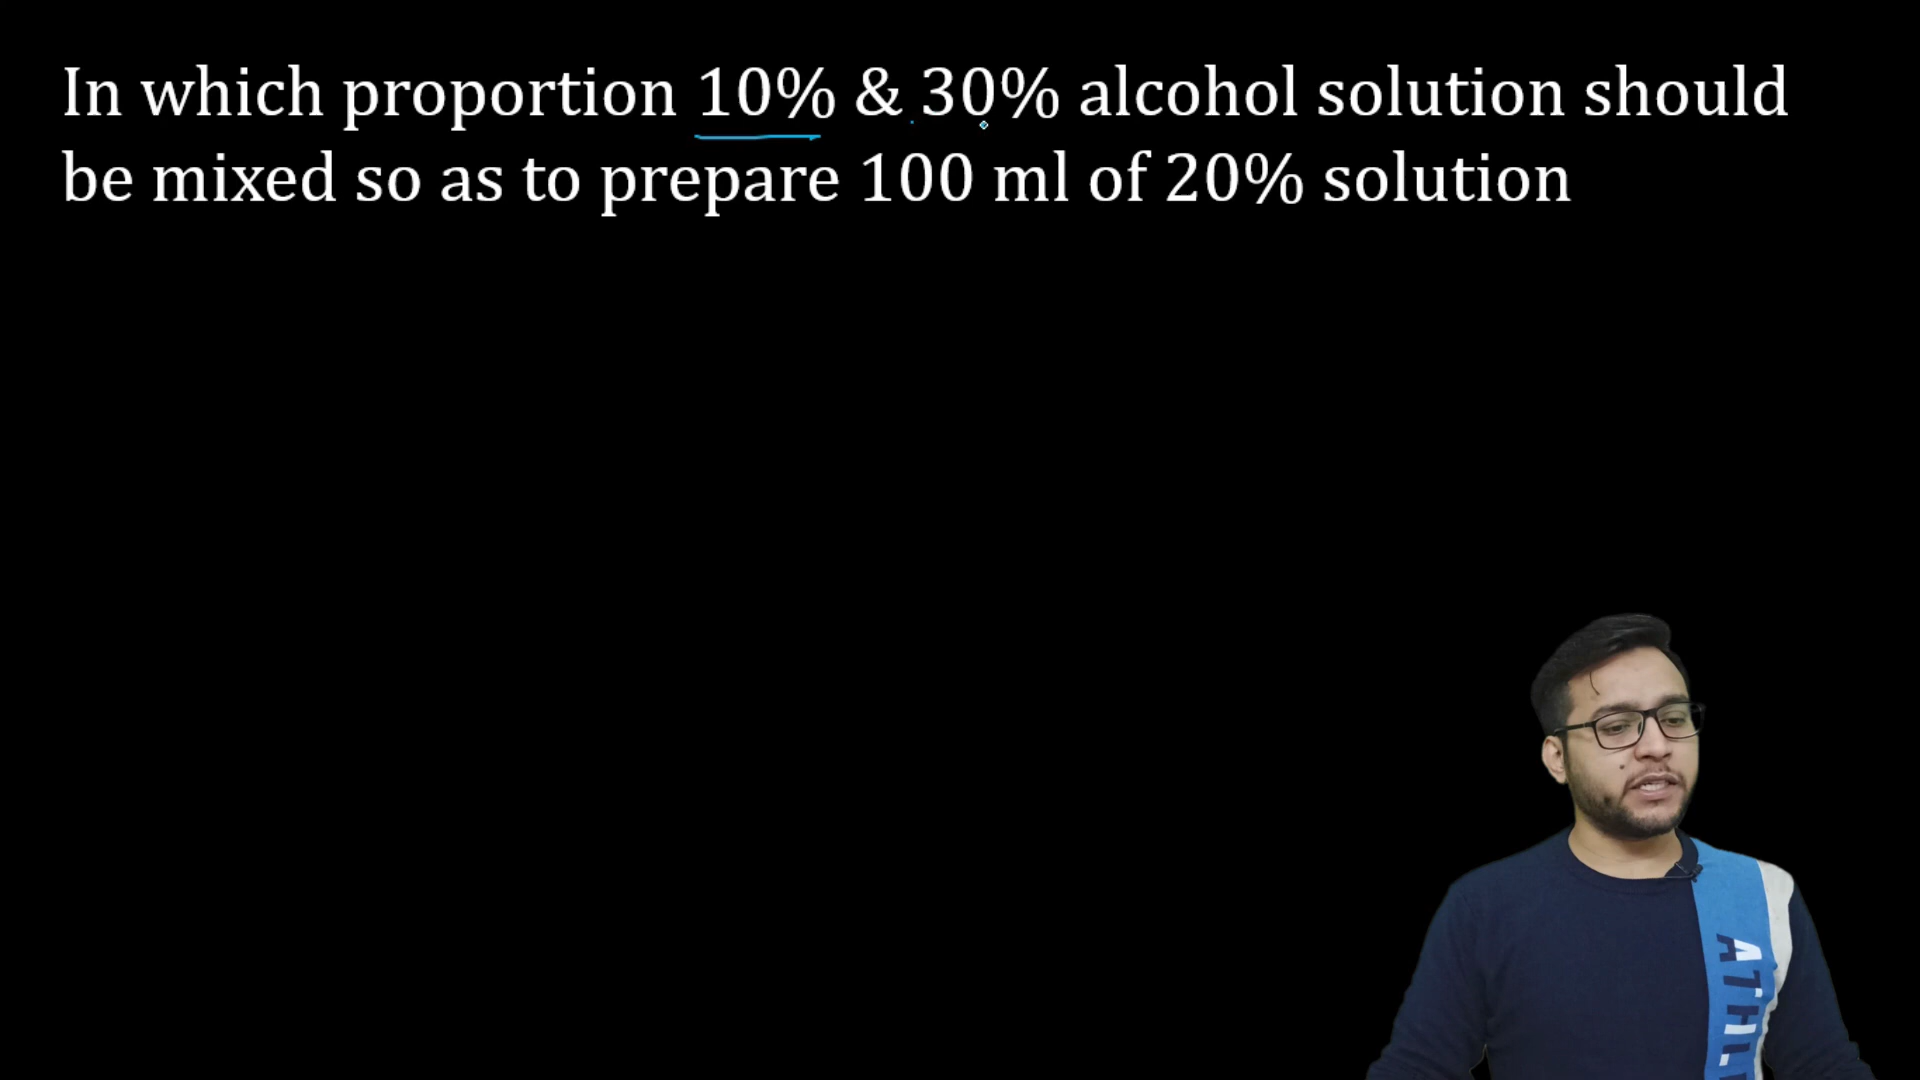 In which proportion 10% & 30% alcohol solution should
be mixed so as to prepare 100 ml of 20% solution
ATHL